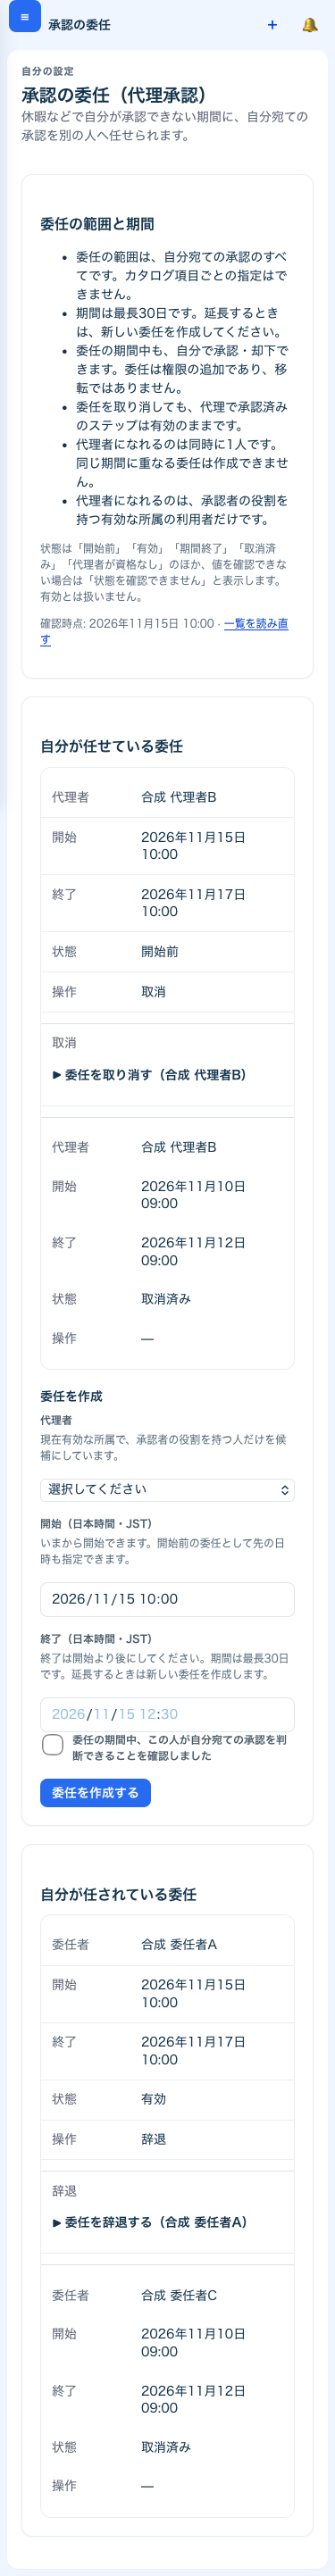 ≡ 承認の委任 + 🔔
自分の設定
承認の委任（代理承認）
休暇などで自分が承認できない期間に、自分宛ての
承認を別の人へ任せられます。
委任の範囲と期間
• 委任の範囲は、自分宛ての承認のすべ
てです。カタログ項目ごとの指定はで
きません。
• 期間は最長30日です。延長するとき
は、新しい委任を作成してください。
• 委任の期間中も、自分で承認・却下で
きます。委任は権限の追加であり、移
転ではありません。
• 委任を取り消しても、代理で承認済み
のステップは有効のままです。
• 代理者になれるのは同時に1人です。
同じ期間に重なる委任は作成できませ
ん。
• 代理者になれるのは、承認者の役割を
持つ有効な所属の利用者だけです。
状態は「開始前」「有効」「期間終了」「取消済
み」「代理者が資格なし」のほか、値を確認できな
い場合は「状態を確認できません」と表示します。
有効とは扱いません。
確認時点: 2026年11月15日 10:00 · 一覧を読み直
す
自分が任せている委任
代理者 合成 代理者B
開始 2026年11月15日
10:00
終了 2026年11月17日
10:00
状態 開始前
操作 取消
取消
▶ 委任を取り消す（合成 代理者B）
代理者 合成 代理者B
開始 2026年11月10日
09:00
終了 2026年11月12日
09:00
状態 取消済み
操作 —
委任を作成
代理者
現在有効な所属で、承認者の役割を持つ人だけを候
補にしています。
選択してください
開始（日本時間・JST）
いまから開始できます。開始前の委任として先の日
時も指定できます。
2026/11/15 10:00
終了（日本時間・JST）
終了は開始より後にしてください。期間は最長30日
です。延長するときは新しい委任を作成します。
2026/11/15 12:30
委任の期間中、この人が自分宛ての承認を判
断できることを確認しました
委任を作成する
自分が任されている委任
委任者 合成 委任者A
開始 2026年11月15日
10:00
終了 2026年11月17日
10:00
状態 有効
操作 辞退
辞退
▶ 委任を辞退する（合成 委任者A）
委任者 合成 委任者C
開始 2026年11月10日
09:00
終了 2026年11月12日
09:00
状態 取消済み
操作 —